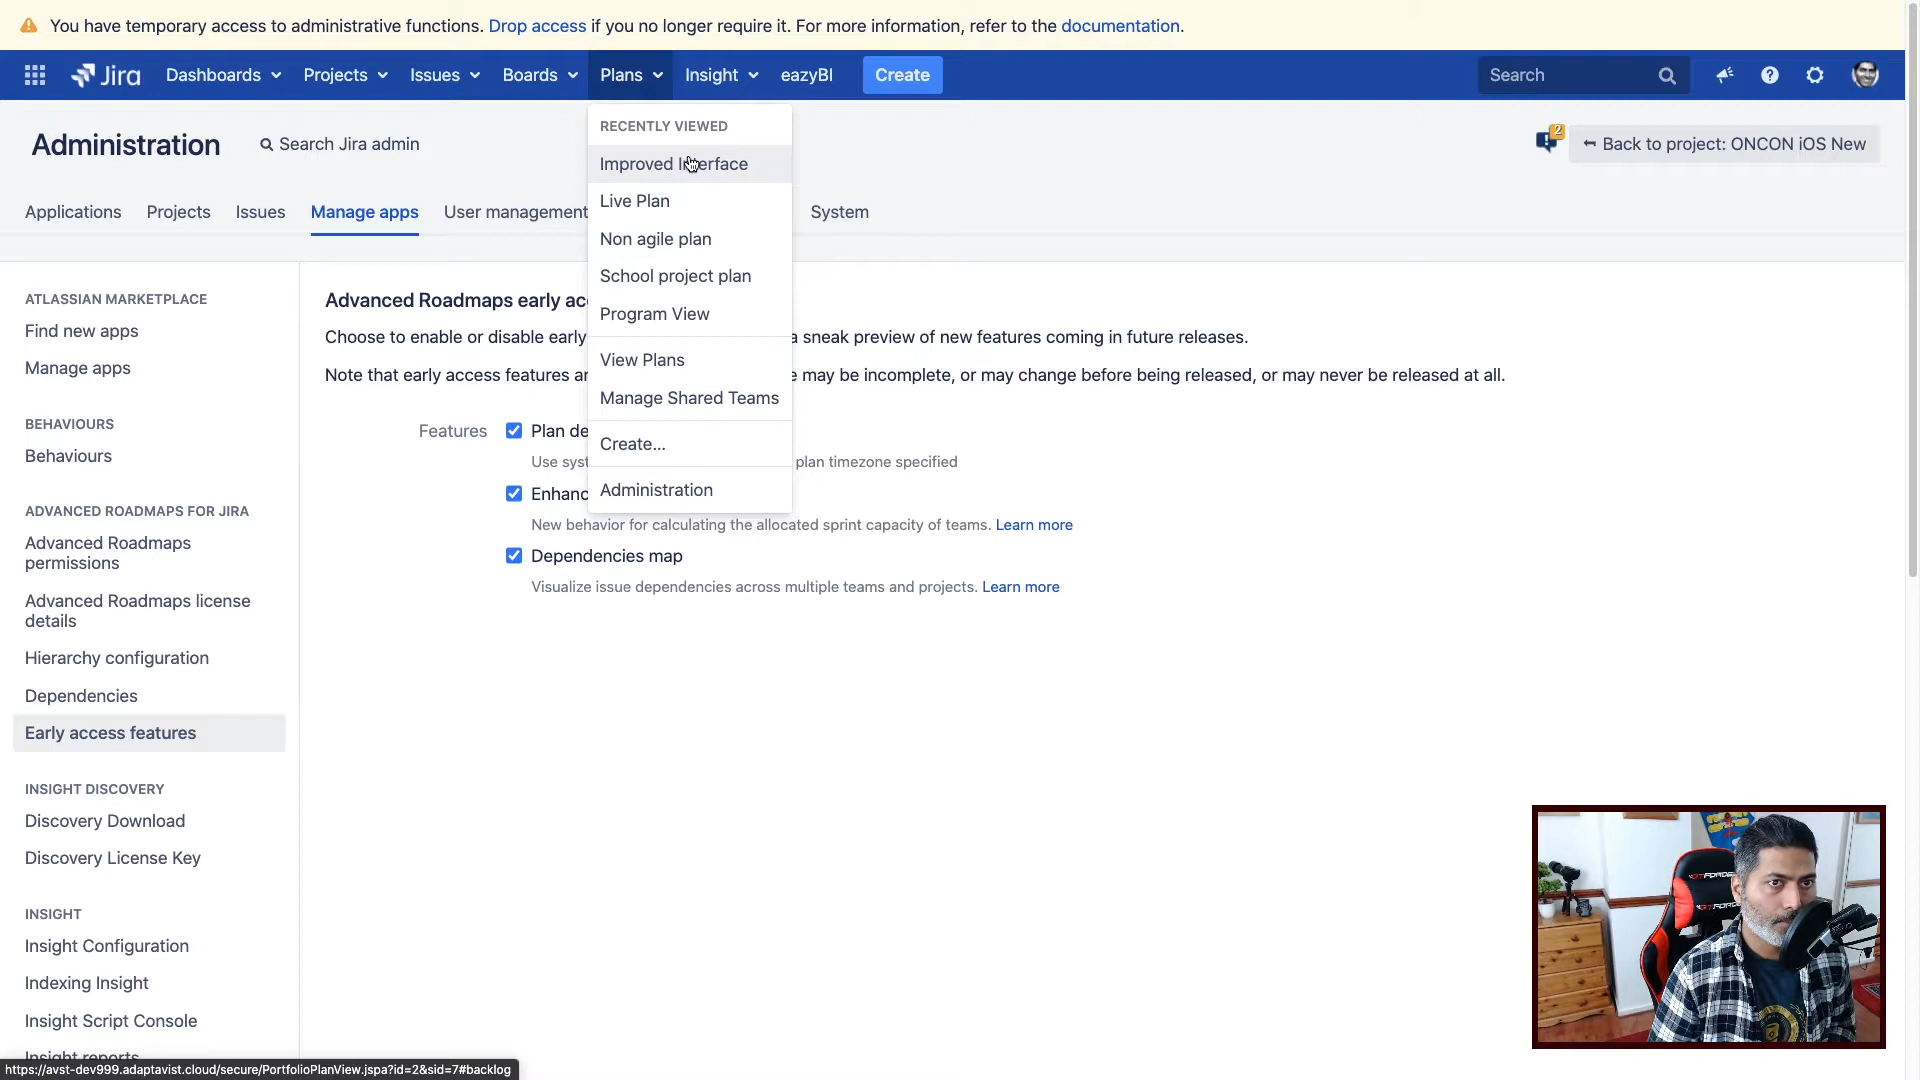 You have temporary access to administrative functions. Drop access if you no longer require it. For more information, refer to the documentation.
Jira Dashboards Projects Issues Boards Plans Insight eazyBI Create Search
Administration Search Jira admin
2
Back to project: ONCON iOS New
Applications Projects Issues Manage apps User management System
RECENTLY VIEWED
Improved Interface
Live Plan
Non agile plan
School project plan
Program View
View Plans
Manage Shared Teams
Create...
Administration
ATLASSIAN MARKETPLACE
Find new apps
Manage apps
BEHAVIOURS
Behaviours
ADVANCED ROADMAPS FOR JIRA
Advanced Roadmaps
permissions
Advanced Roadmaps license
details
Hierarchy configuration
Dependencies
Early access features
INSIGHT DISCOVERY
Discovery Download
Discovery License Key
INSIGHT
Insight Configuration
Indexing Insight
Insight Script Console
Insight reports
Advanced Roadmaps early ac
Choose to enable or disable early a sneak preview of new features coming in future releases.
Note that early access features ar e may be incomplete, or may change before being released, or may never be released at all.
Features Plan de
Use syst plan timezone specified
Enhanc
New behavior for calculating the allocated sprint capacity of teams. Learn more
Dependencies map
Visualize issue dependencies across multiple teams and projects. Learn more
https://avst-dev999.adaptavist.cloud/secure/PortfolioPlanView.jspa?id=2&sid=7#backlog